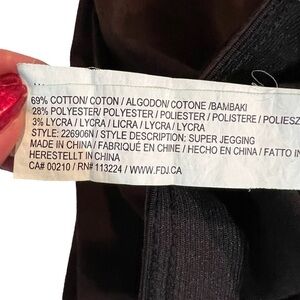 69% COTTON/ COTON / ALGODON/ COTONE /BAMBAKI
28% POLYESTER/ POLYESTER / POLIESTER / POLISTERE / POLIESZ
3% LYCRA / LICRA / LYCRA / LYCRA
STYLE: 226906N / STYLE DESCRIPTION: SUPER JEGGING
MADE IN CHINA / FABRIQUÉ EN CHINE / HECHO EN CHINA / FATTO IN
HERESTELLT IN CHINA
CA# 00210 / RN# 113224 / WWW.FDJ.CA